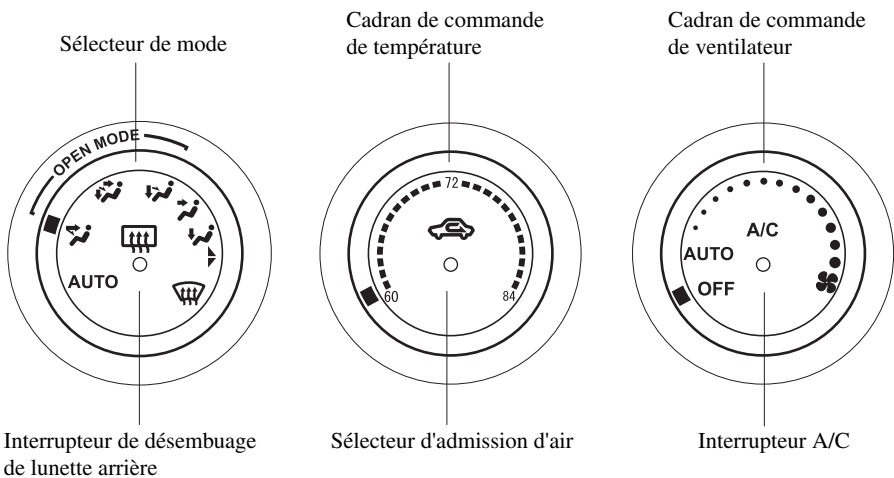 Sélecteur de mode
Cadran de commande
de température
Cadran de commande
de ventilateur
OPEN MODE
AUTO
72
60
84
A/C
AUTO
OFF
Interrupteur de désembuage
de lunette arrière
Sélecteur d'admission d'air
Interrupteur A/C